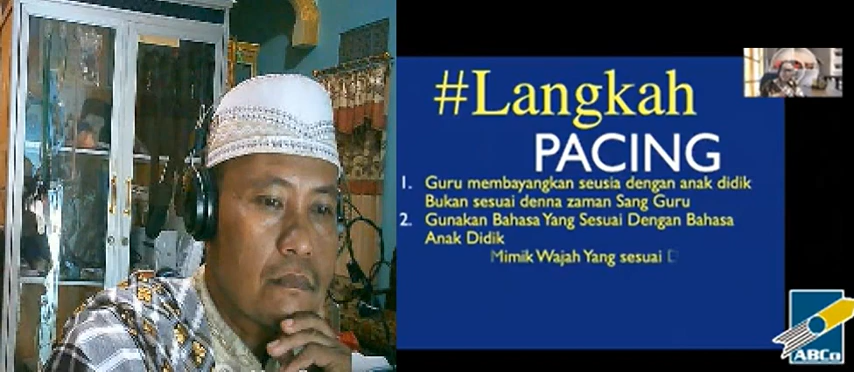 #Langkah
PACING
1. Guru membayangkan seusia dengan anak didik
Bukan sesuai denna zaman Sang Guru
2. Gunakan Bahasa Yang Sesuai Dengan Bahasa
Anak Didik
Mimik Wajah Yang sesuai D
ABCo